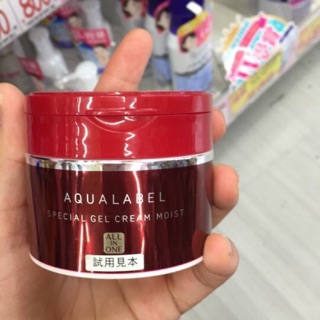 AQUALABEL
SPECIAL GEL CREAM MOIST
ALL
IN
ONE
試用見本